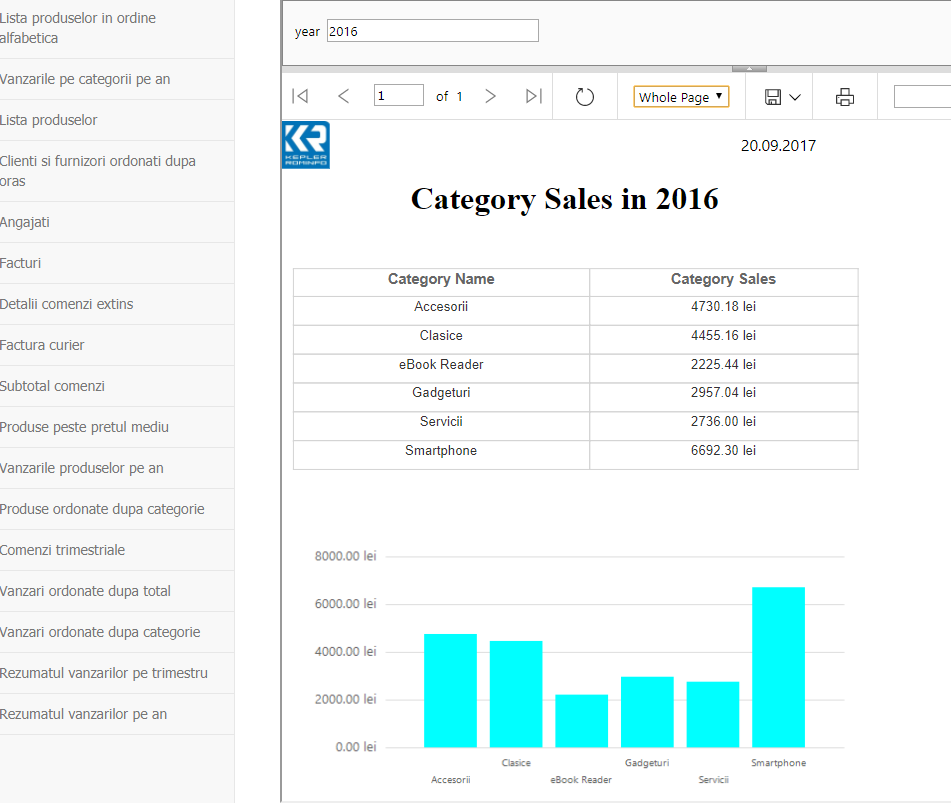 Lista produselor in ordine
alfabetica
Vanzarile pe categorii pe an
Lista produselor
Clienti si furnizori ordonati dupa
oras
Angajati
Facturi
Detalii comenzi extins
Factura curier
Subtotal comenzi
Produse peste pretul mediu
Vanzarile produselor pe an
Produse ordonate dupa categorie
Comenzi trimestriale
Vanzari ordonate dupa total
Vanzari ordonate dupa categorie
Rezumatul vanzarilor pe trimestru
Rezumatul vanzarilor pe an
year 2016
1 of 1 Whole Page
KR
KEPLER
ROMINFO
20.09.2017
Category Sales in 2016
Category Name Category Sales
Accesorii 4730.18 lei
Clasice 4455.16 lei
eBook Reader 2225.44 lei
Gadgeturi 2957.04 lei
Servicii 2736.00 lei
Smartphone 6692.30 lei
8000.00 lei
6000.00 lei
4000.00 lei
2000.00 lei
0.00 lei
Clasice Gadgeturi Smartphone
Accesorii eBook Reader Servicii